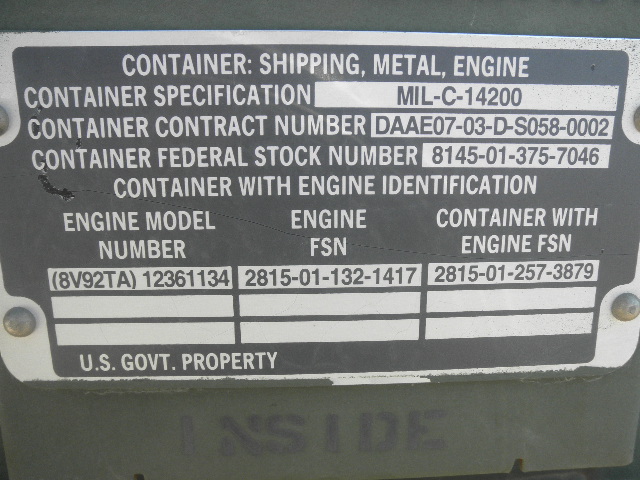 CONTAINER: SHIPPING, METAL, ENGINE
CONTAINER SPECIFICATION MIL-C-14200
CONTAINER CONTRACT NUMBER DAAE07-03-D-S058-0002
CONTAINER FEDERAL STOCK NUMBER 8145-01-375-7046
CONTAINER WITH ENGINE IDENTIFICATION
ENGINE MODEL NUMBER
ENGINE FSN
CONTAINER WITH ENGINE FSN
(8V92TA) 12361134 2815-01-132-1417 2815-01-257-3879
U.S. GOVT. PROPERTY
INSIDE